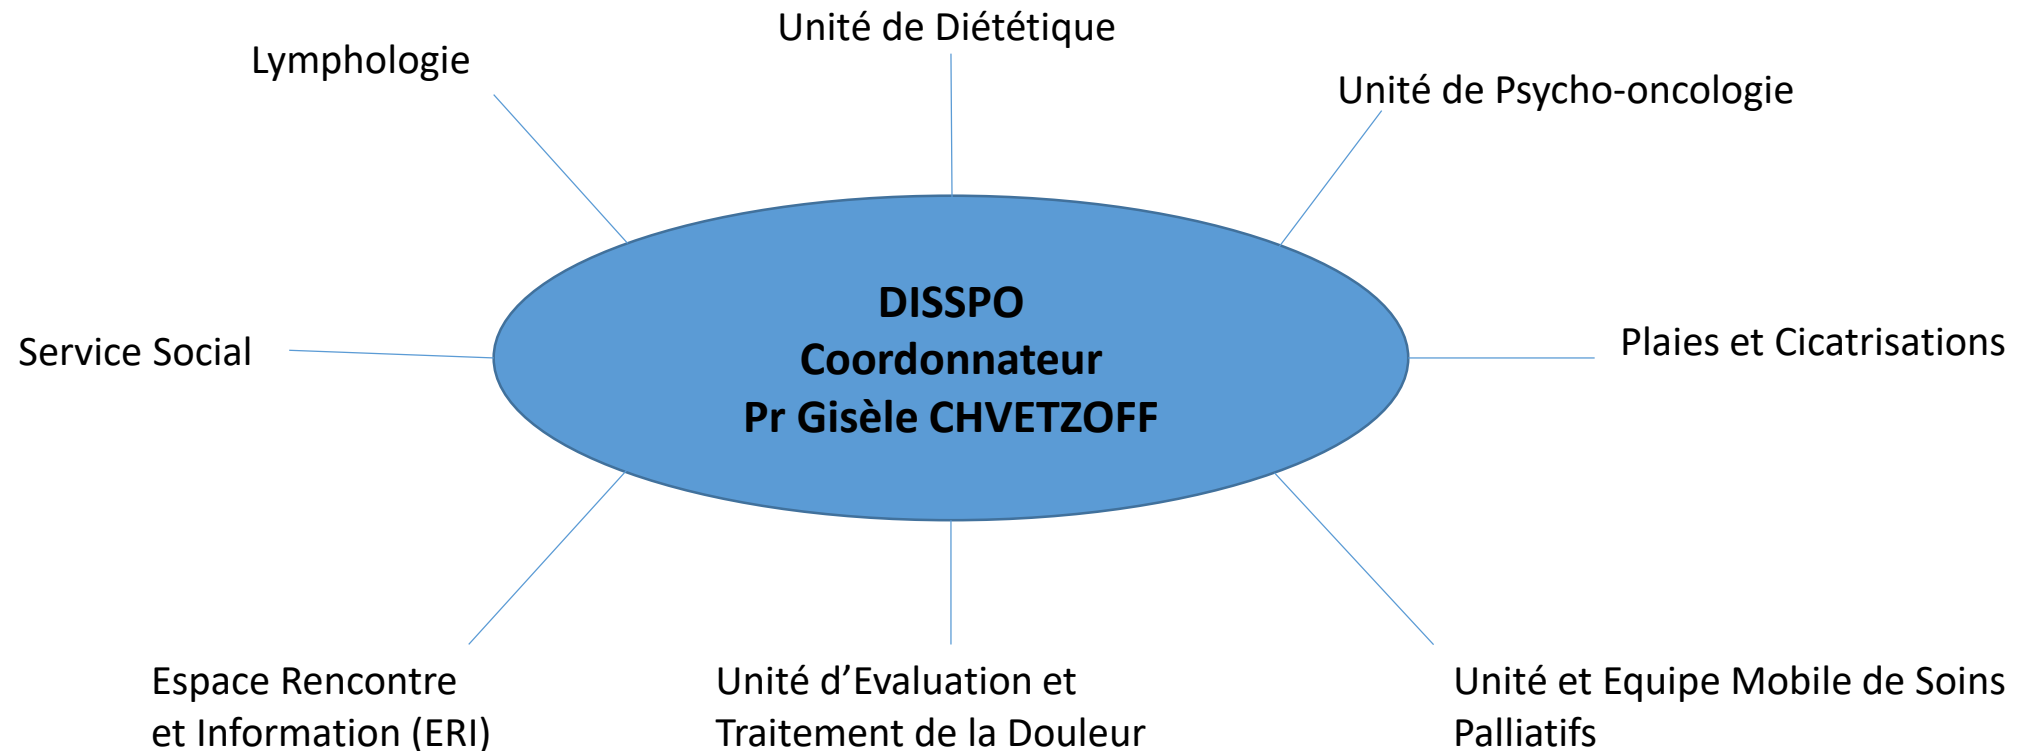 Unité de Diététique
Lymphologie
Unité de Psycho-oncologie
DISSPO
Coordonnateur
Pr Gisèle CHVETZOFF
Service Social
Plaies et Cicatrisations
Espace Rencontre
et Information (ERI)
Unité d’Evaluation et
Traitement de la Douleur
Unité et Equipe Mobile de Soins
Palliatifs